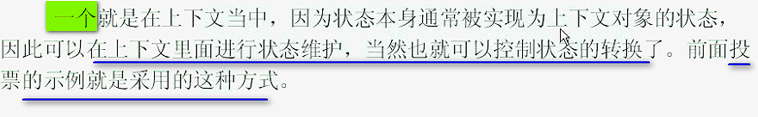 一个就是在上下文当中，因为状态本身通常被实现为上下文对象的状态，
因此可以在上下文里面进行状态维护，当然也就可以控制状态的转换了。前面投
票的示例就是采用的这种方式。